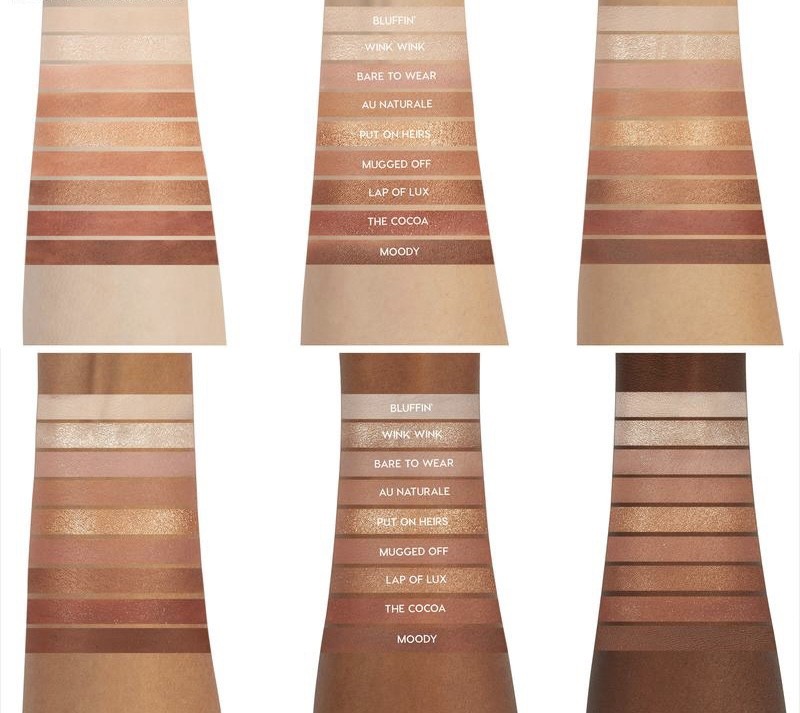 BLUFFIN'
WINK WINK
BARE TO WEAR
AU NATURALE
PUT ON HEIRS
MUGGED OFF
LAP OF LUX
THE COCOA
MOODY
BLUFFIN'
WINK WINK
BARE TO WEAR
AU NATURALE
PUT ON HEIRS
MUGGED OFF
LAP OF LUX
THE COCOA
MOODY